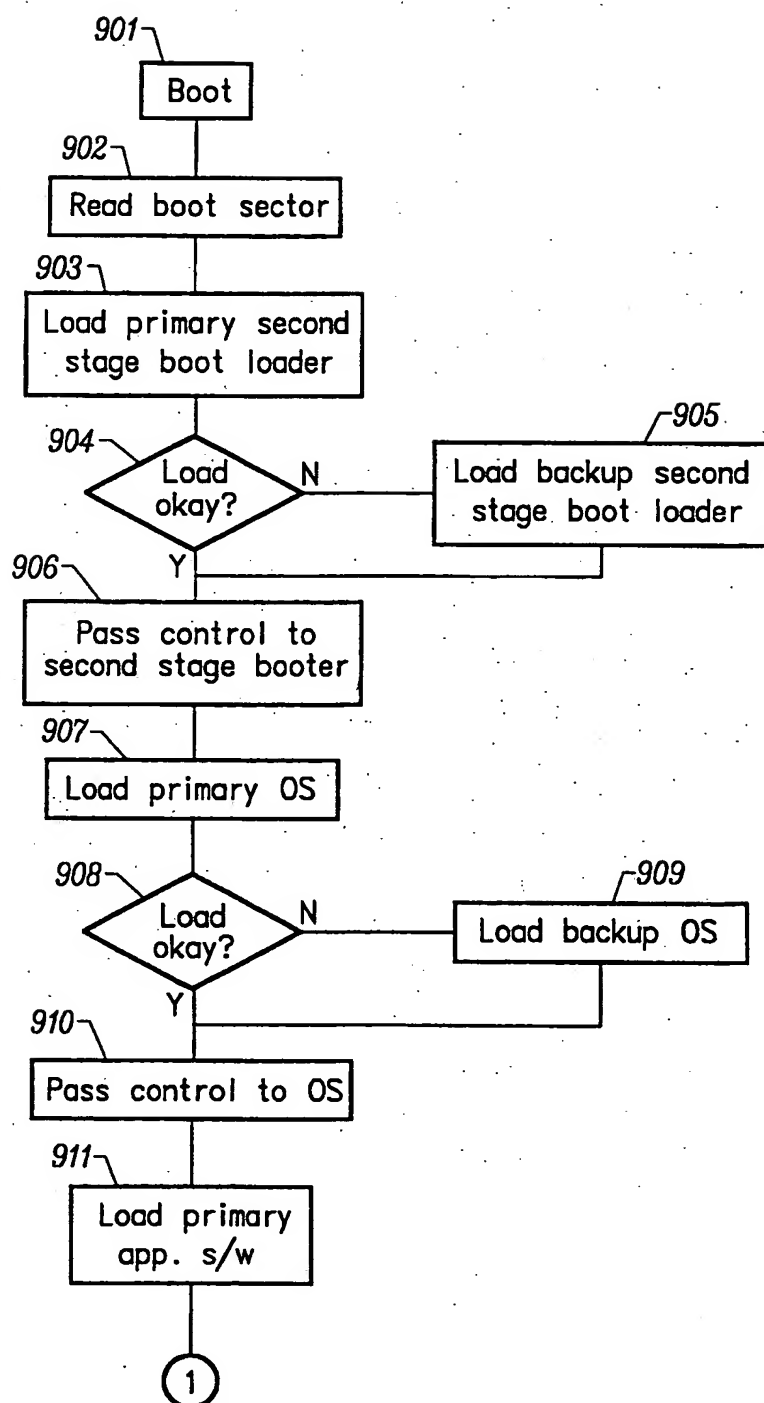 901
Boot
902
Read boot sector
903
Load primary second
stage boot loader
904
Load
okay?
N
905
Load backup second
stage boot loader
Y
906
Pass control to
second stage booter
907
Load primary OS
908
Load
okay?
N
909
Load backup OS
Y
910
Pass control to OS
911
Load primary
app. s/w
1